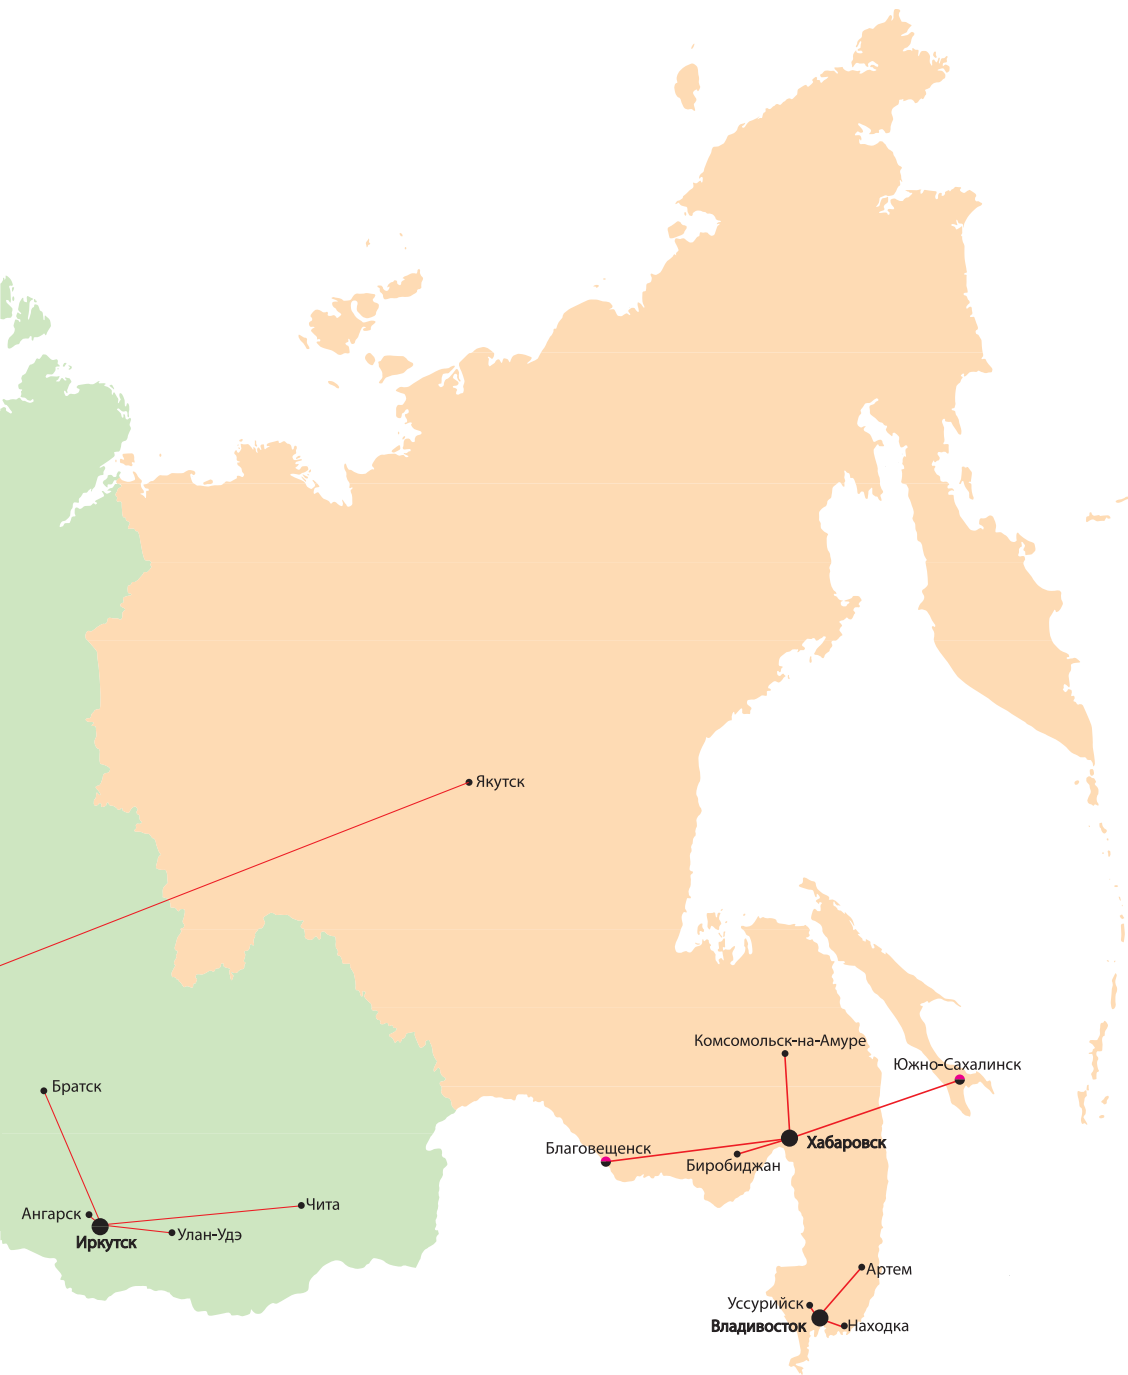 Якутск
Комсомольск-на-Амуре
Южно-Сахалинск
Братск
Хабаровск
Благовещенск
Биробиджан
Чита
Ангарск
Улан-Удэ
Иркутск
Артем
Уссурийск
Владивосток
Находка